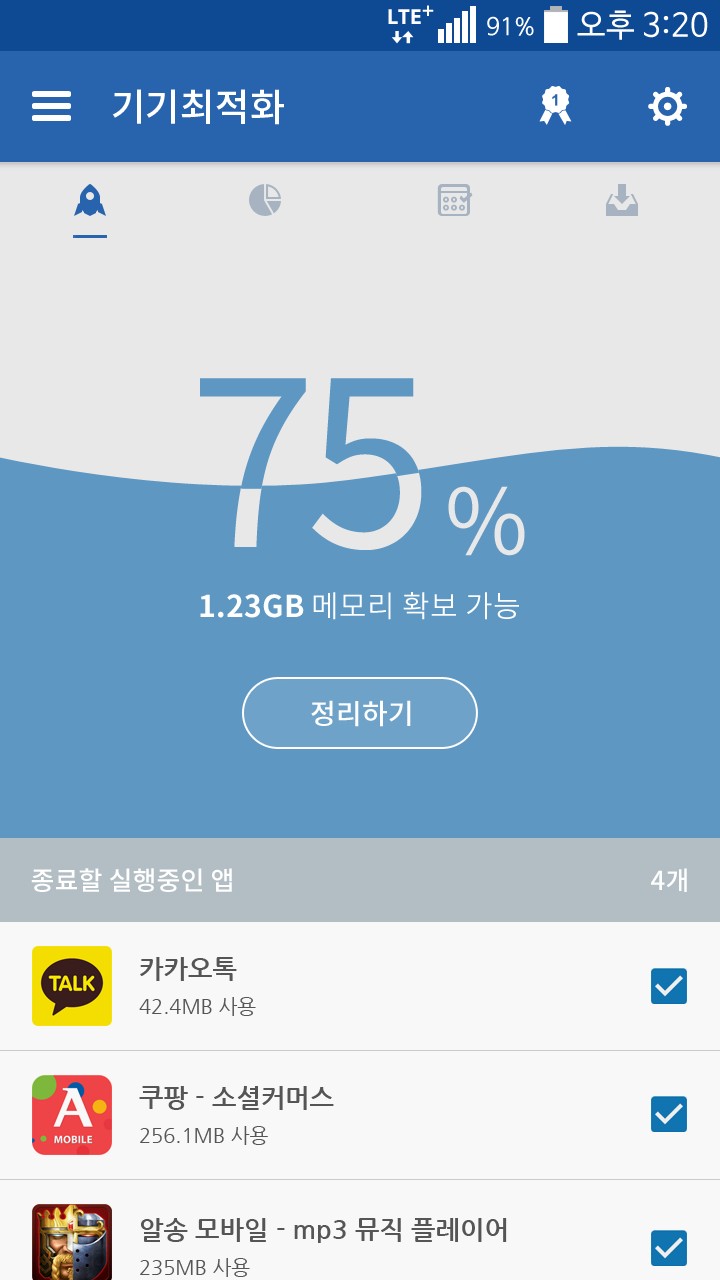 LTE+ 91% 오후 3:20
기기최적화 1
75%
1.23GB 메모리 확보 가능
정리하기
종료할 실행중인 앱 4개
TALK 카카오톡
42.4MB 사용
A MOBILE 쿠팡 - 소셜커머스
256.1MB 사용
알송 모바일 - mp3 뮤직 플레이어
235MB 사용